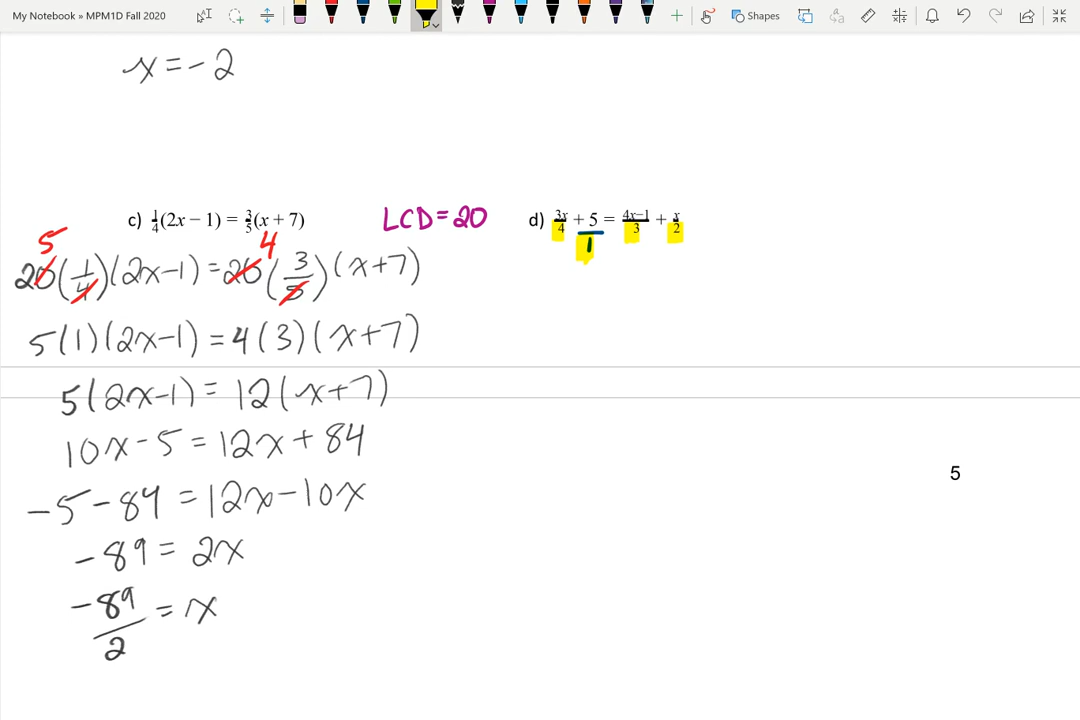 My Notebook » MPM1D Fall 2020
Shapes
x = -2
c) 1/4(2x − 1) = 3/5(x + 7)
LCD = 20
d) 3x/4 + 5/1 = 4x−1/3 + x/2
5 4
20(1/4)(2x-1) = 20(3/5)(x+7)
5(1)(2x-1) = 4(3)(x+7)
5(2x-1) = 12(x+7)
10x - 5 = 12x + 84
-5 - 84 = 12x - 10x
5
-89 = 2x
-89/2 = x